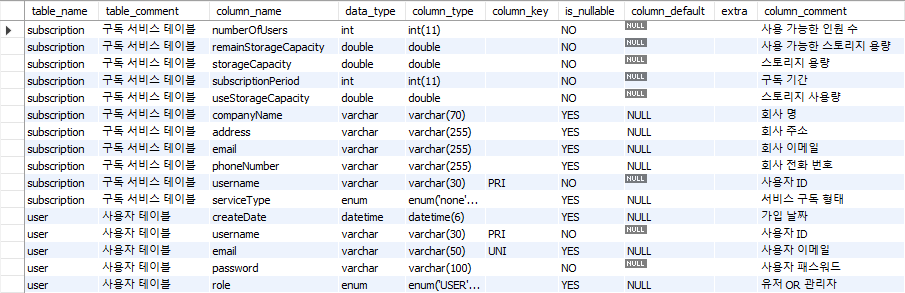 table_name table_comment column_name data_type column_type column_key is_nullable column_default extra column_comment
subscription 구독 서비스 테이블 numberOfUsers int int(11) NO NULL 사용 가능한 인원 수
subscription 구독 서비스 테이블 remainStorageCapacity double double NO NULL 사용 가능한 스토리지 용량
subscription 구독 서비스 테이블 storageCapacity double double NO NULL 스토리지 용량
subscription 구독 서비스 테이블 subscriptionPeriod int int(11) NO NULL 구독 기간
subscription 구독 서비스 테이블 useStorageCapacity double double NO NULL 스토리지 사용량
subscription 구독 서비스 테이블 companyName varchar varchar(70) YES NULL 회사 명
subscription 구독 서비스 테이블 address varchar varchar(255) YES NULL 회사 주소
subscription 구독 서비스 테이블 email varchar varchar(255) YES NULL 회사 이메일
subscription 구독 서비스 테이블 phoneNumber varchar varchar(255) YES NULL 회사 전화 번호
subscription 구독 서비스 테이블 username varchar varchar(30) PRI NO NULL 사용자 ID
subscription 구독 서비스 테이블 serviceType enum enum('none'... YES NULL 서비스 구독 형태
user 사용자 테이블 createDate datetime datetime(6) YES NULL 가입 날짜
user 사용자 테이블 username varchar varchar(30) PRI NO NULL 사용자 ID
user 사용자 테이블 email varchar varchar(50) UNI YES NULL 사용자 이메일
user 사용자 테이블 password varchar varchar(100) NO NULL 사용자 패스워드
user 사용자 테이블 role enum enum('USER'... YES NULL 유저 OR 관리자